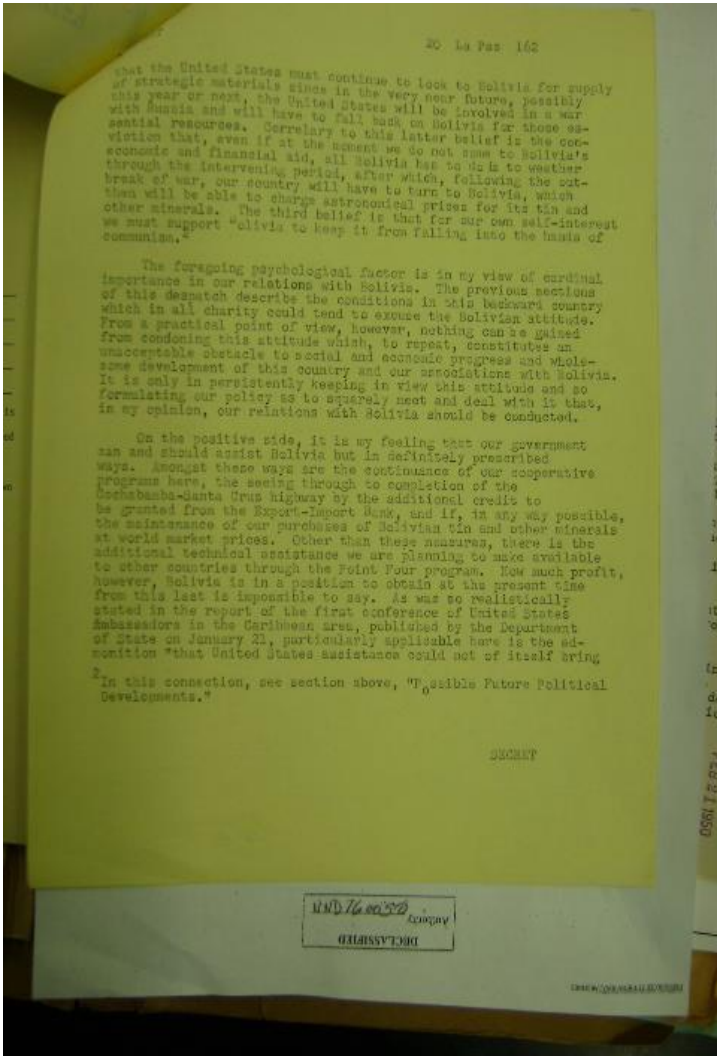 20 La Paz 162
that the United States must continue to look to Bolivia for supply
of strategic materials since in the very near future, possibly
this year or next, the United States will be involved in a war
with Russia and will have to fall back on Bolivia for those es-
sential resources. Correlary to this latter belief is the con-
viction that, even if at the moment we do not come to Bolivia's
economic and financial aid, all Bolivia has to do is to weather
through the intervening period, after which, following the out-
break of war, our country will have to turn to Bolivia, which
then will be able to charge astronomical prices for its tin and
other minerals. The third belief is that for our own self-interest
we must support "olivia to keep it from falling into the hands of
communism.2
The foregoing psychological factor is in my view of cardinal
importance in our relations with Bolivia. The previous sections
of this despatch describe the conditions in this backward country
which in all charity could tend to excuse the Bolivian attitude.
From a practical point of view, however, nothing can be gained
from condoning this attitude which, to repeat, constitutes an
unacceptable obstacle to social and economic progress and whole-
some development of this country and our associations with Bolivia.
It is only in persistently keeping in view this attitude and so
formulating our policy as to squarely meet and deal with it that,
in my opinion, our relations with Bolivia should be conducted.
On the positive side, it is my feeling that our government
can and should assist Bolivia but in definitely prescribed
ways. Amongst these ways are the continuance of our cooperative
programs here, the seeing through to completion of the
Cochabamba-Santa Cruz highway by the additional credit to
be granted from the Export-Import Bank, and if, in any way possible,
the maintenance of our purchases of Bolivian tin and other minerals
at world market prices. Other than these measures, there is the
additional technical assistance we are planning to make available
to other countries through the Point Four program. How much profit,
however, Bolivia is in a position to obtain at the present time
from this last is impossible to say. As was so realistically
stated in the report of the first conference of United States
Ambassadors in the Caribbean area, published by the Department
of State on January 21, particularly applicable here is the ad-
monition "that United States assistance could not of itself bring
2In this connection, see section above, "Possible Future Political
Developments."
SECRET
FEB 21 1950
NND 760050
Authority
DECLASSIFIED